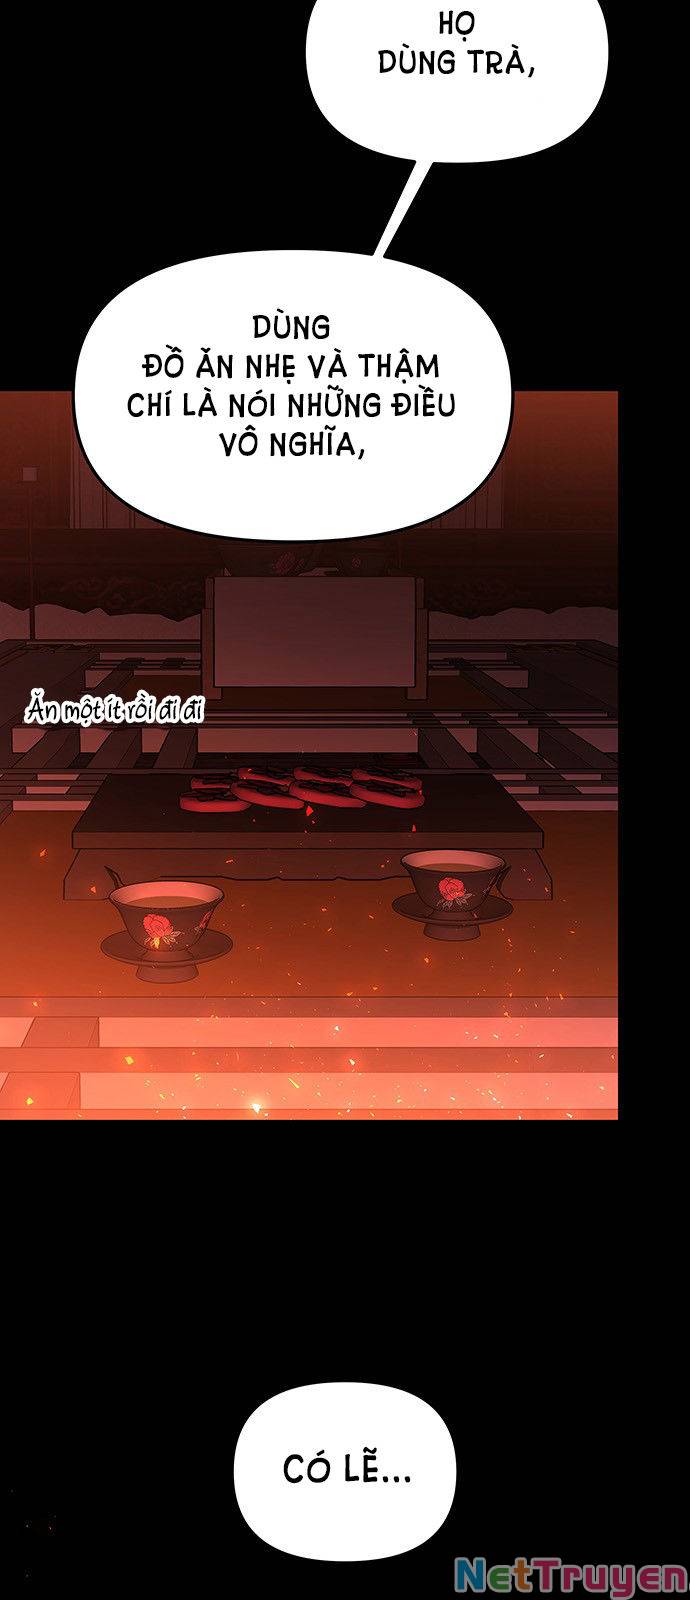 HỌ
DÙNG TRÀ,
DÙNG
ĐỒ ĂN NHẸ VÀ THẬM
CHÍ LÀ NÓI NHỮNG ĐIỀU
VÔ NGHĨA,
Ăn một ít rồi đi đi
CÓ LẼ...
NetTruyen